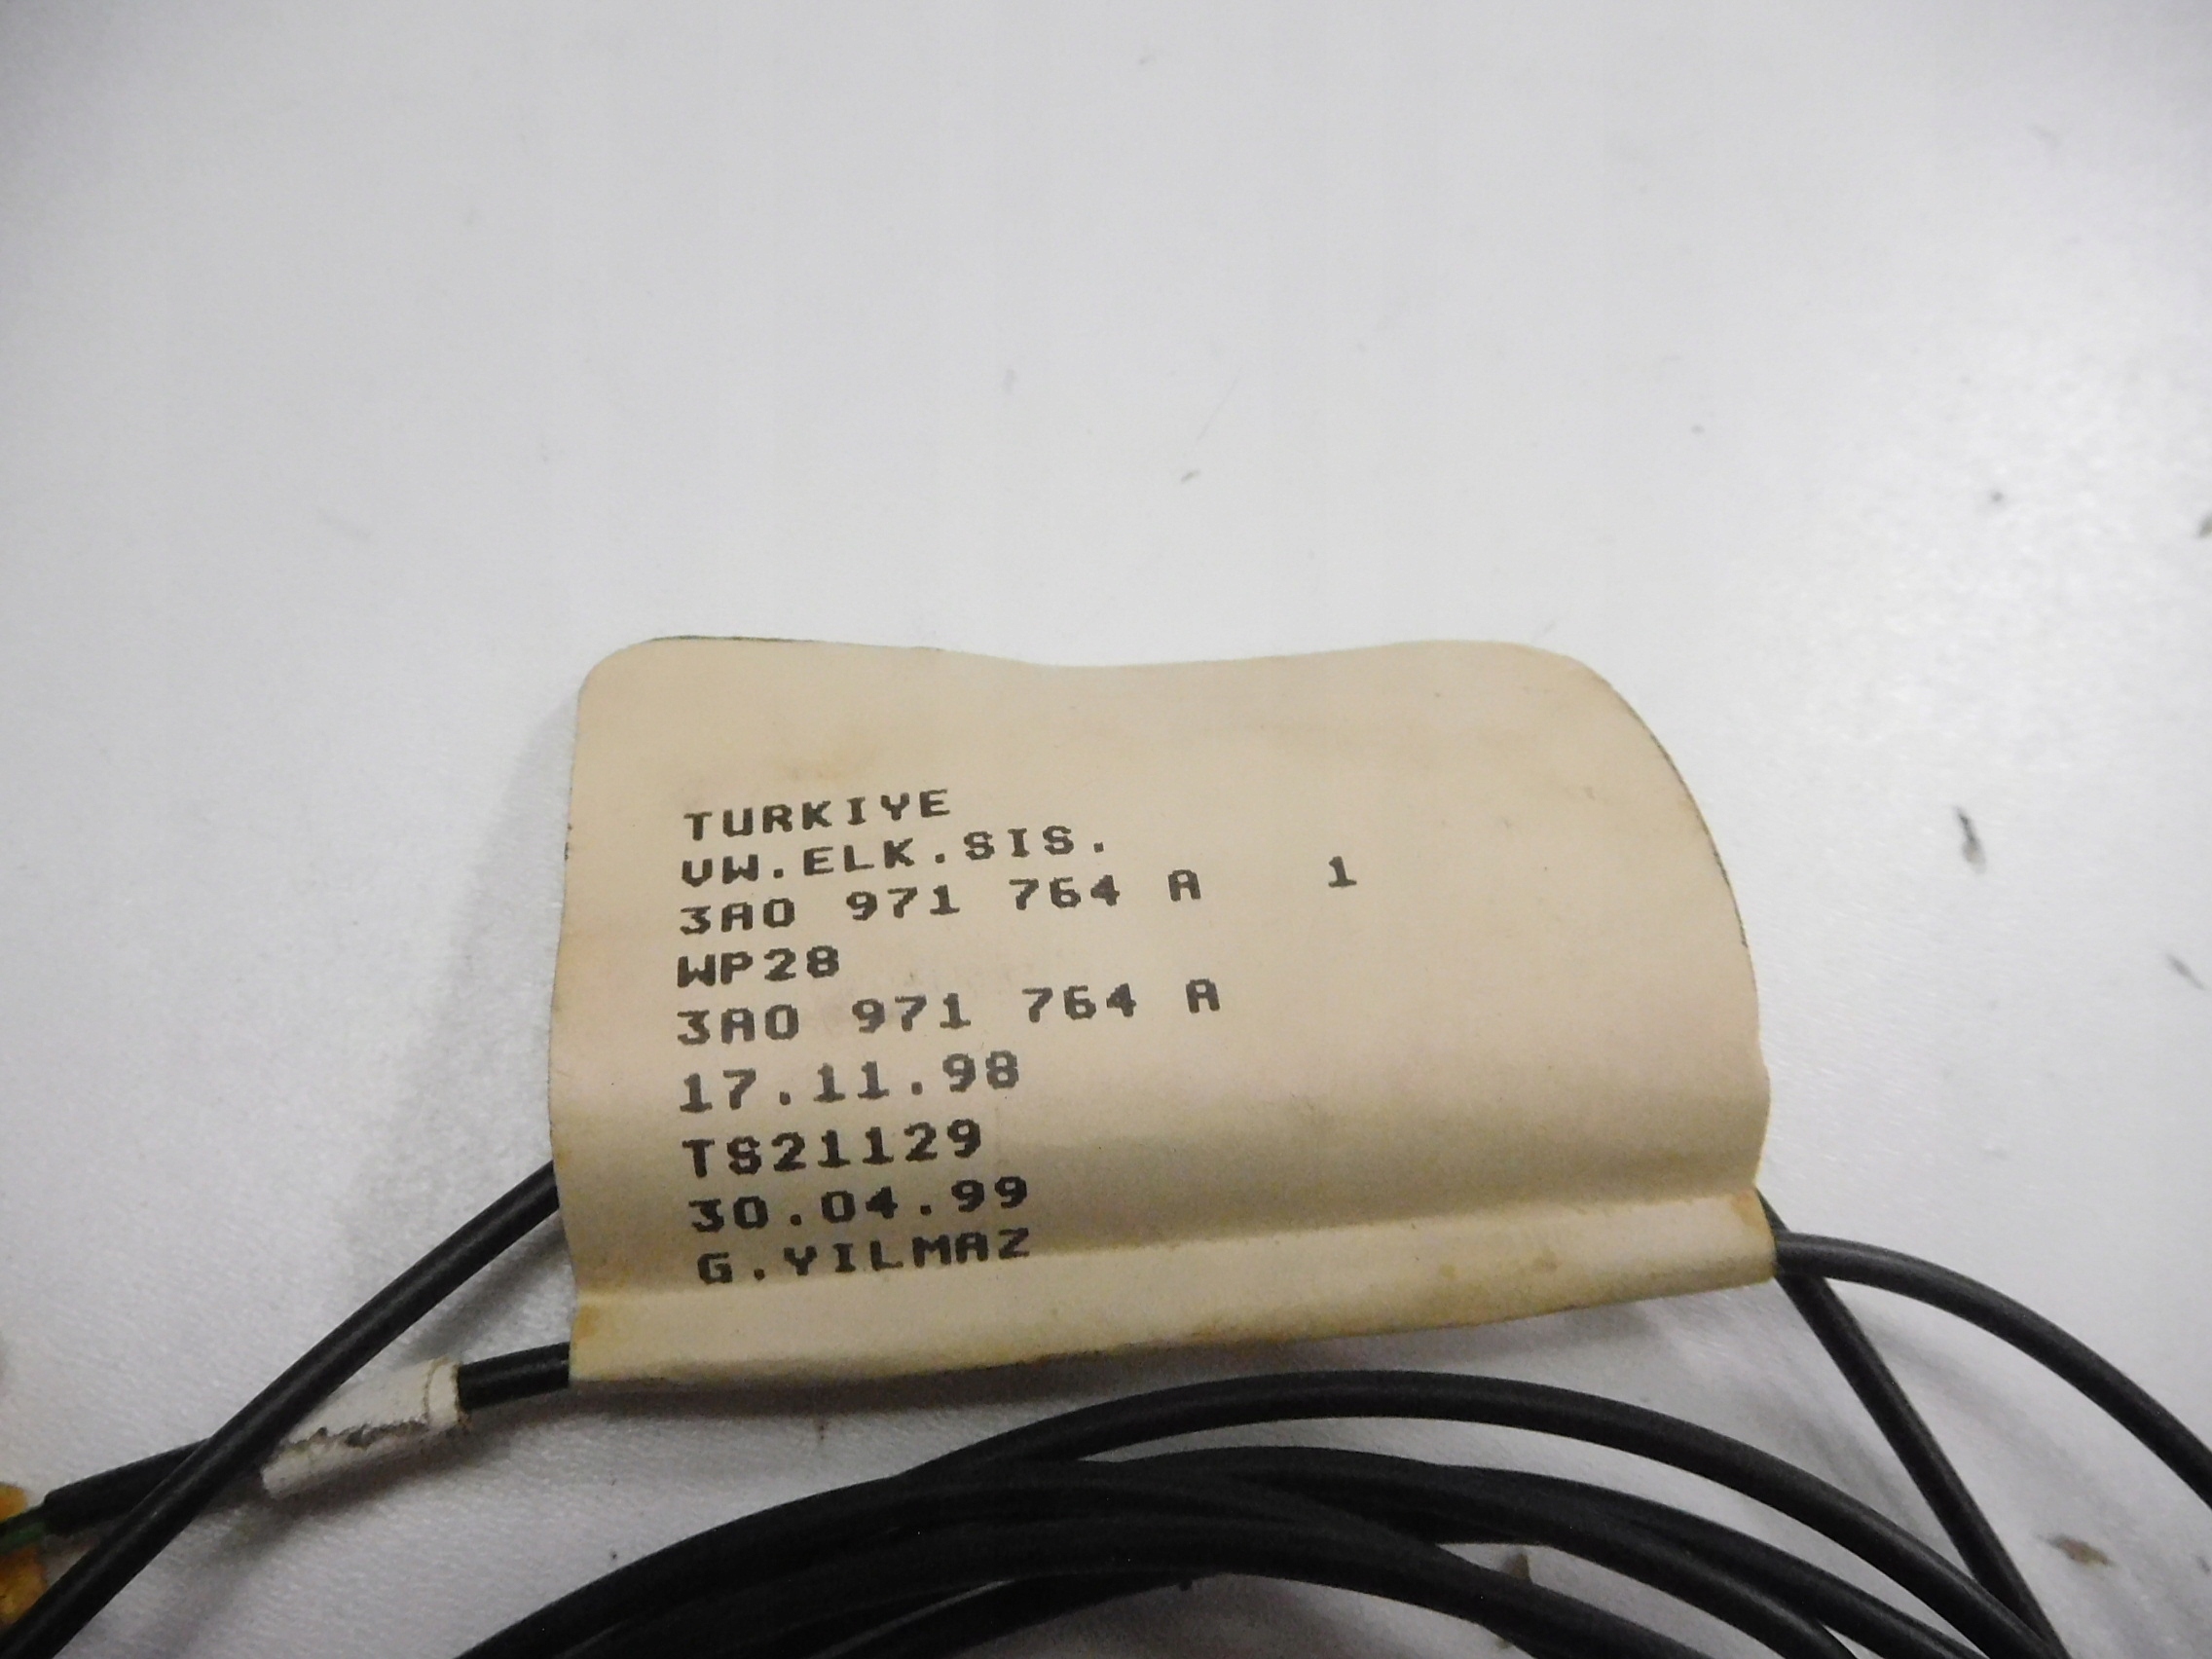 TURKIYE
VW.ELK.SIS.
3A0 971 764 A 1
WP28
3A0 971 764 A
17.11.98
TS21129
30.04.99
G.YILMAZ